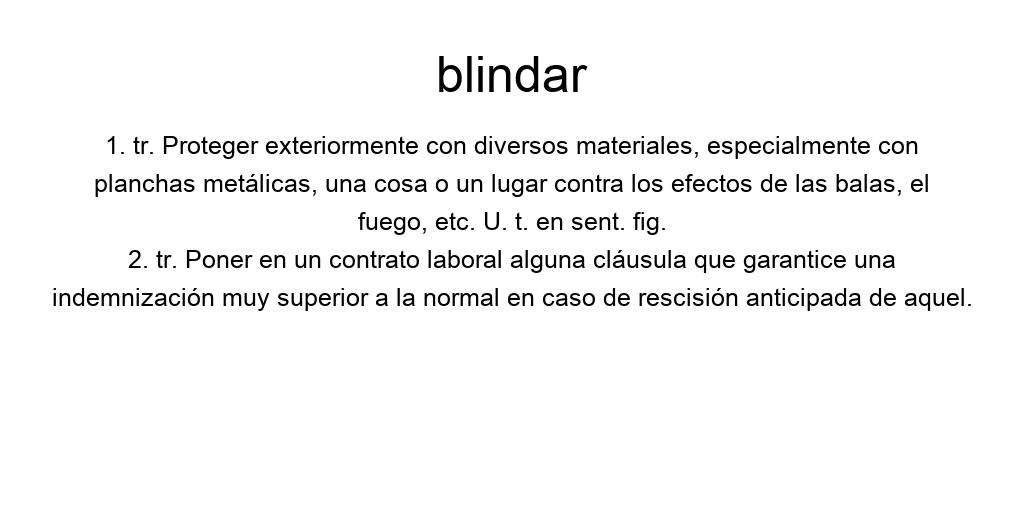 blindar
1. tr. Proteger exteriormente con diversos materiales, especialmente con
planchas metálicas, una cosa o un lugar contra los efectos de las balas, el
fuego, etc. U. t. en sent. fig.
2. tr. Poner en un contrato laboral alguna cláusula que garantice una
indemnización muy superior a la normal en caso de rescisión anticipada de aquel.